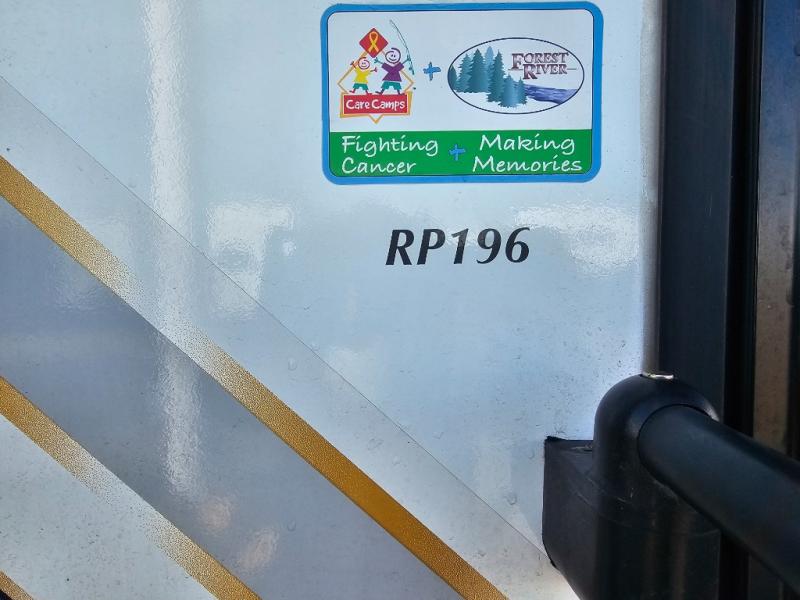 Care Camps
+
FOREST
RIVER
Fighting + Making
Cancer Memories
RP196